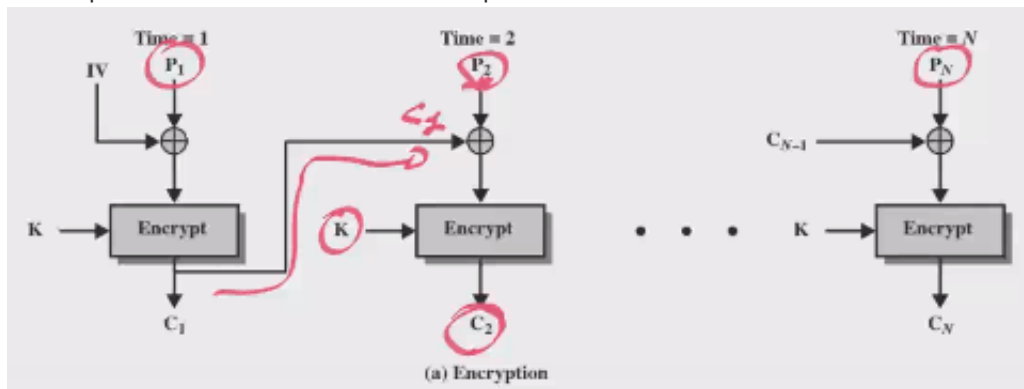 Time = 1
Time = 2
Time = N
IV
P1
P2
PN
C1
CN–1
K
Encrypt
K
Encrypt
K
Encrypt
C1
C2
CN
(a) Encryption